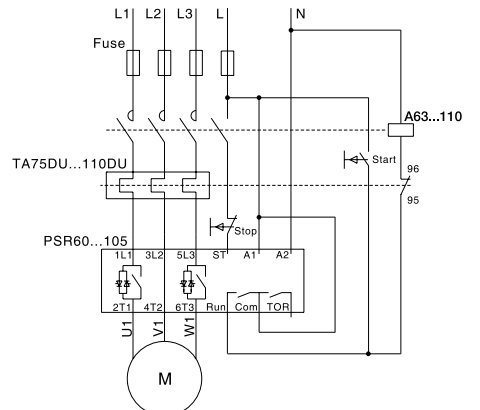 L1 L2 L3 L N
Fuse
A63...110
Start
TA75DU...110DU
96
95
Stop
PSR60...105
1L1 3L2 5L3 ST A1 A2
2T1 4T2 6T3 Run Com TOR
U1 V1 W1
M